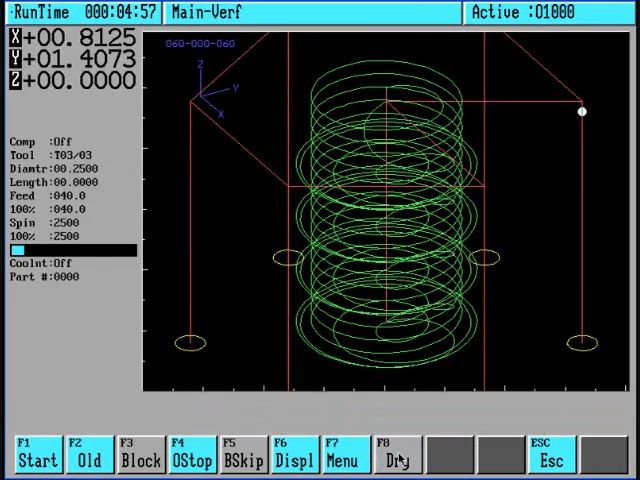 RunTime 000:04:57
Main-Verf
Active :O1000
X+00.8125
Y+01.4073
Z+00.0000
060-000-060
Z
Y
X
Comp :Off
Tool :T03/03
Diamtr:00.2500
Length:00.0000
Feed :040.0
100% :040.0
Spin :2500
100% :2500
Coolnt:Off
Part #:0000
F1 Start
F2 Old
F3 Block
F4 OStop
F5 BSkip
F6 Displ
F7 Menu
F8 Dry
ESC Esc